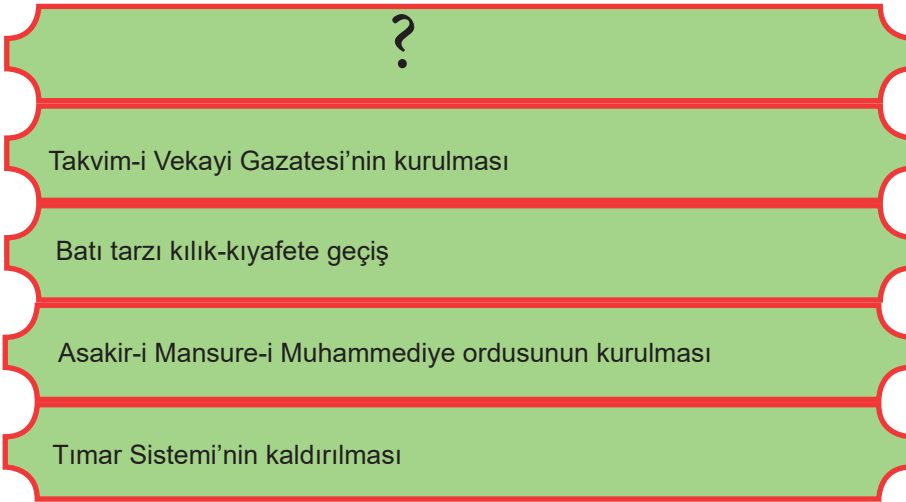 ?
Takvim-i Vekayi Gazatesi’nin kurulması
Batı tarzı kılık-kıyafete geçiş
Asakir-i Mansure-i Muhammediye ordusunun kurulması
Tımar Sistemi’nin kaldırılması